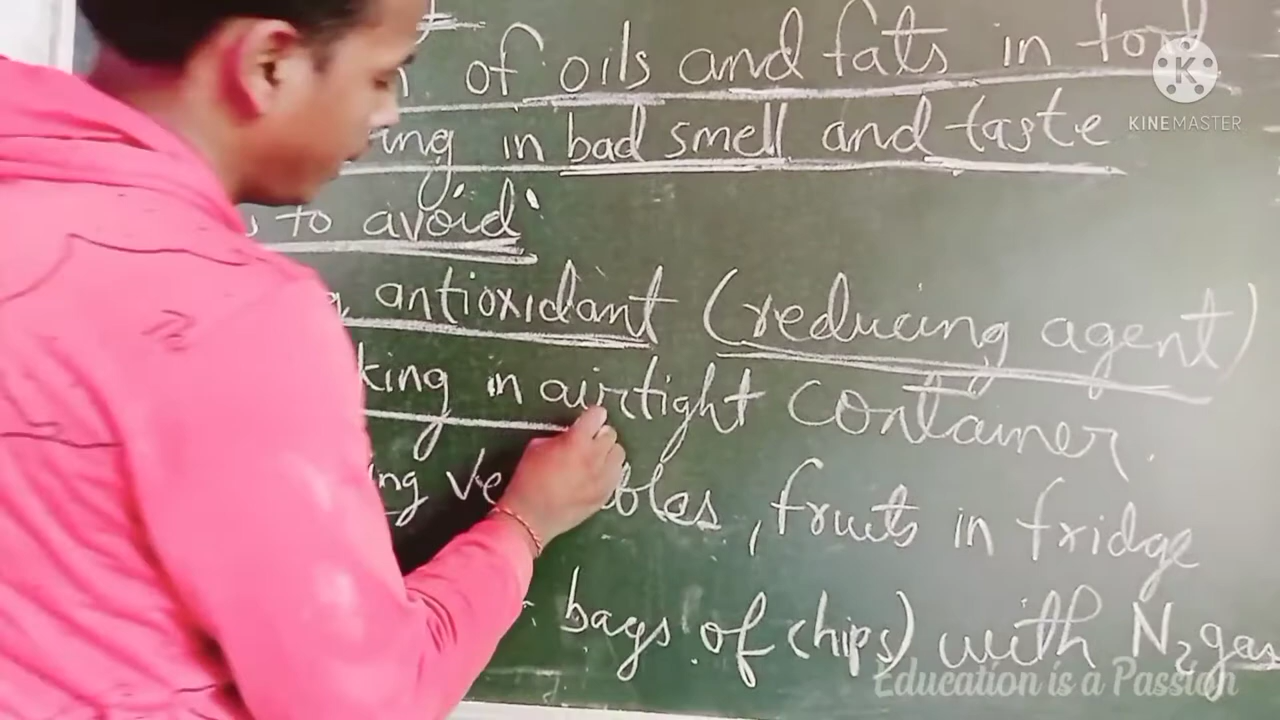 of oils and fats in food
ing in bad smell and taste
to avoid
antioxidant (reducing agent)
king in airtight container.
ing ve bles, fruits in fridge
bags of chips) with N2 gas
K
KINEMASTER
Education is a Passion